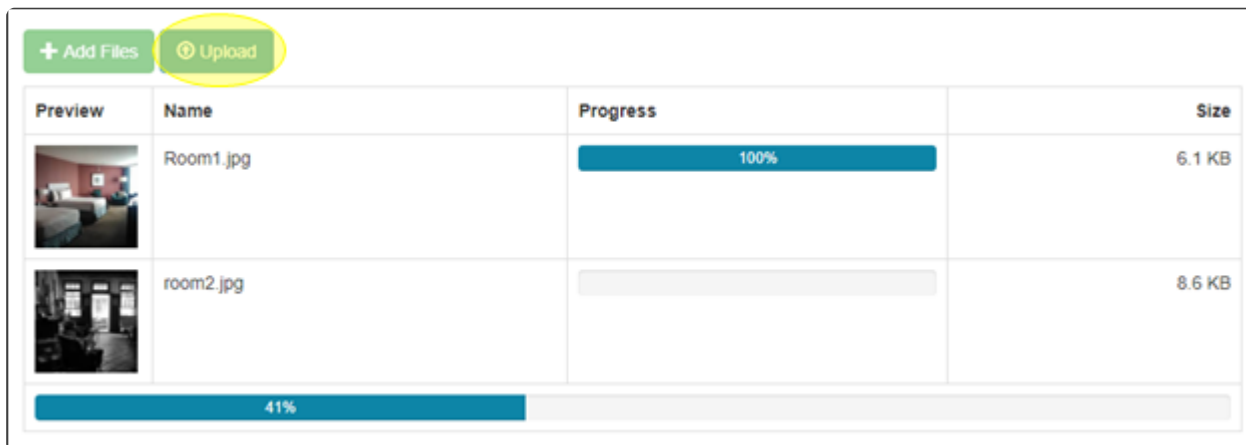 Add Files Upload
Preview Name Progress Size
Room1.jpg 100% 6.1 KB
room2.jpg 8.6 KB
41%